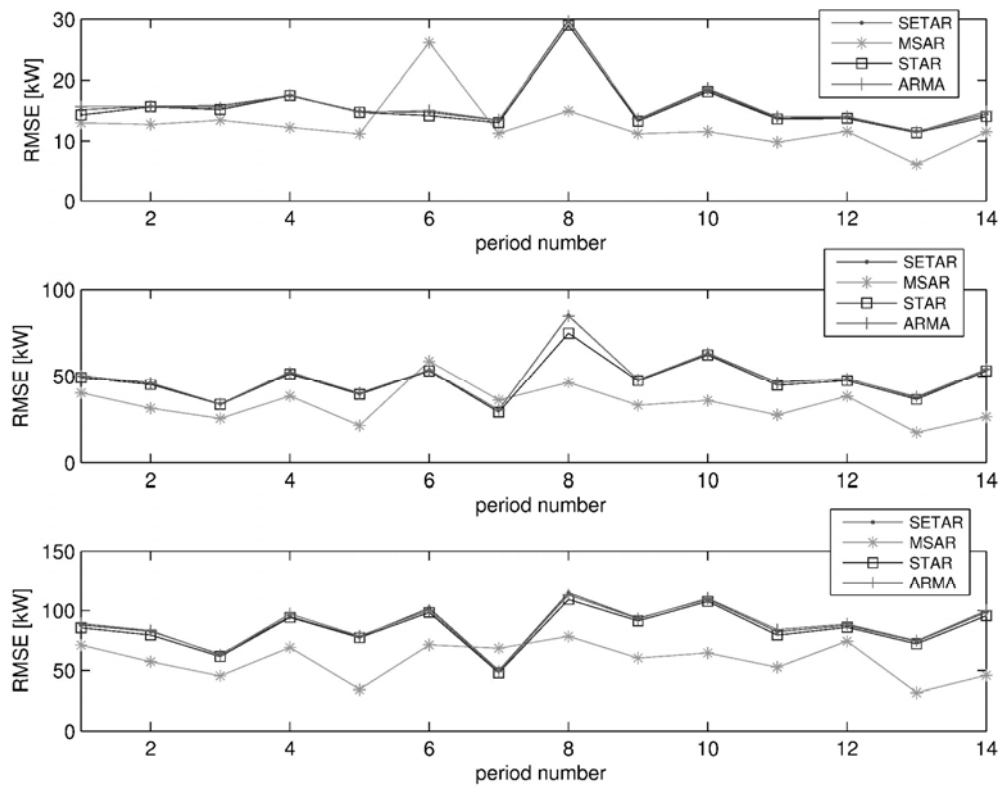 30
20
10
0
RMSE [kW]
2
4
6
8
10
12
14
period number
SETAR
MSAR
STAR
ARMA
100
50
0
RMSE [kW]
2
4
6
8
10
12
14
period number
SETAR
MSAR
STAR
ARMA
150
100
50
0
RMSE [kW]
2
4
6
8
10
12
14
period number
SETAR
MSAR
STAR
ARMA